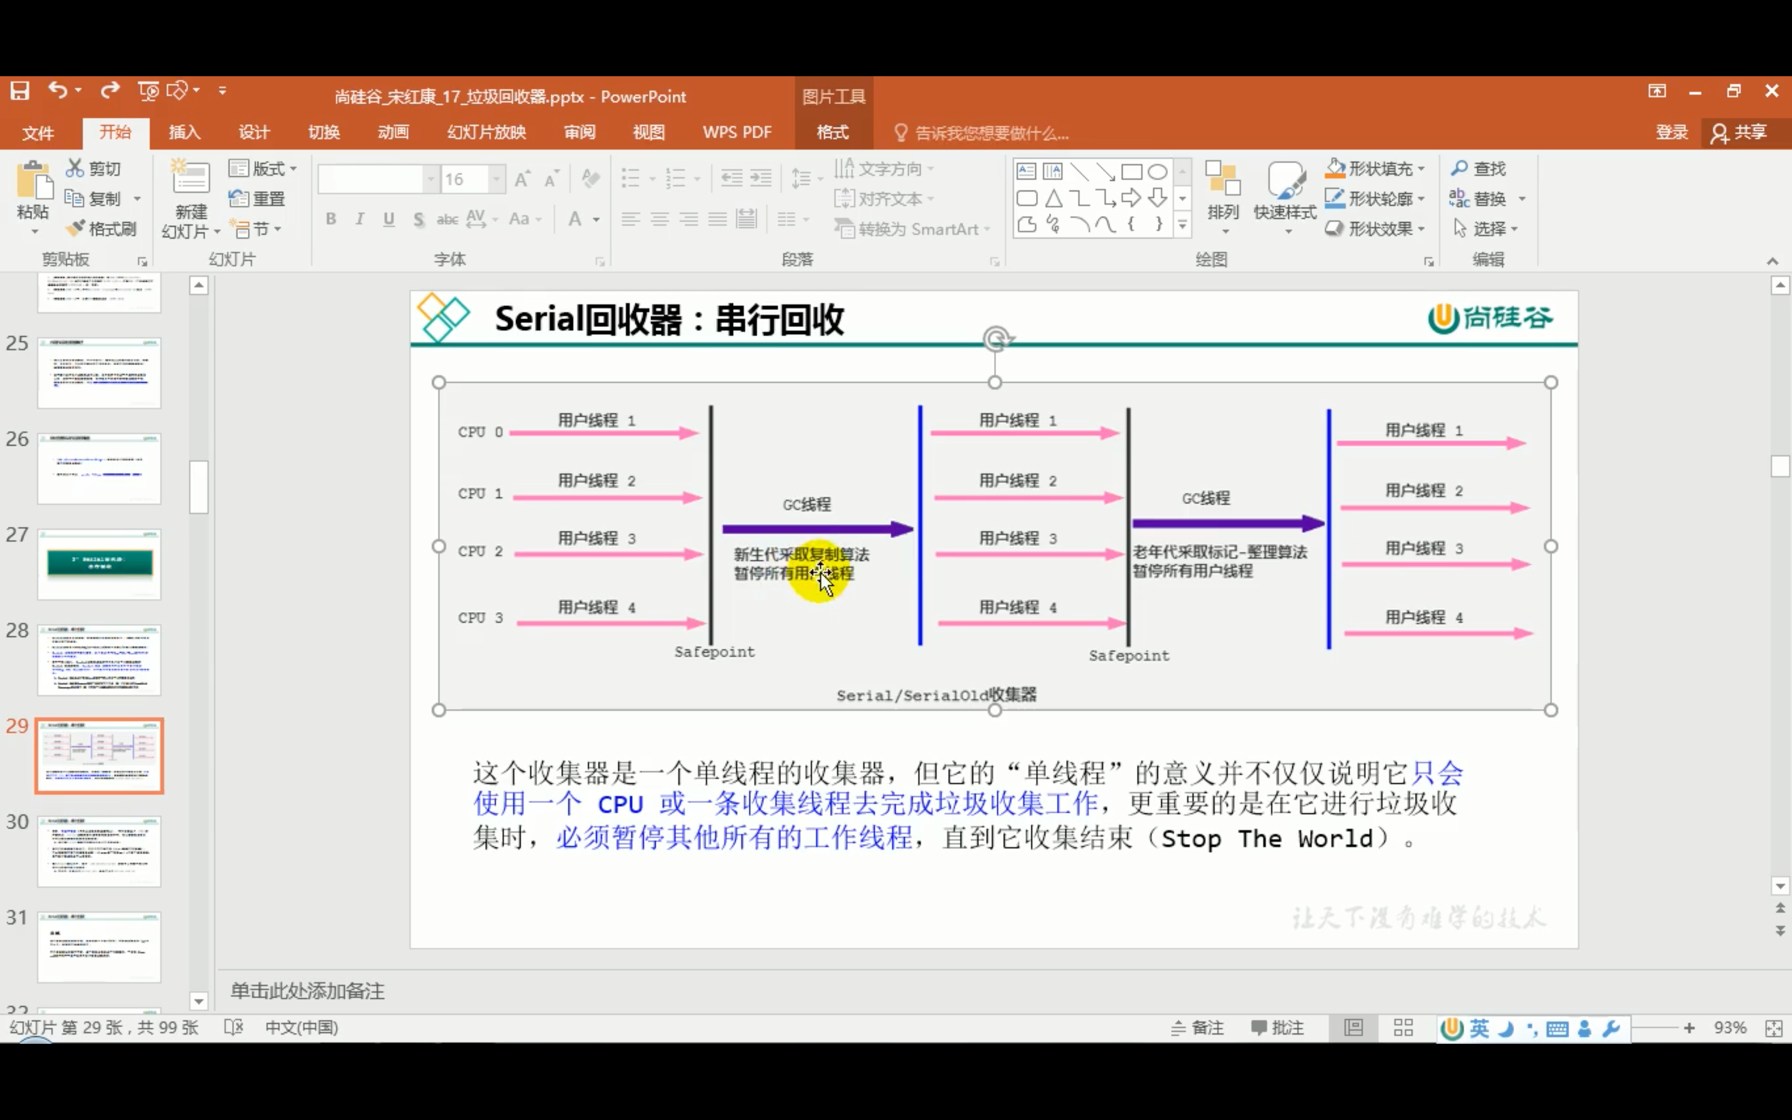 尚硅谷_宋红康_17_垃圾回收器.pptx - PowerPoint
图片工具
文件 开始 插入 设计 切换 动画 幻灯片放映 审阅 视图 WPS PDF 格式 告诉我您想要做什么... 登录 共享
粘贴 剪切 复制 格式刷
新建幻灯片 版式 重置 节
16
B I U S abc AV Aa A
文字方向 对齐文本 转换为 SmartArt
排列 快速样式 形状填充 形状轮廓 形状效果
查找 替换 选择
剪贴板 幻灯片 字体 段落 绘图 编辑
25
26
27
28
29
30
31
Serial回收器：串行回收
尚硅谷
CPU 0 用户线程 1 用户线程 1 用户线程 1
CPU 1 用户线程 2 用户线程 2 用户线程 2
GC线程 GC线程
CPU 2 用户线程 3 用户线程 3 用户线程 3
新生代采取复制算法 老年代采取标记-整理算法
暂停所有用户线程 暂停所有用户线程
CPU 3 用户线程 4 用户线程 4 用户线程 4
Safepoint Safepoint
Serial/SerialOld收集器
这个收集器是一个单线程的收集器，但它的“单线程”的意义并不仅仅说明它只会
使用一个 CPU 或一条收集线程去完成垃圾收集工作，更重要的是在它进行垃圾收
集时，必须暂停其他所有的工作线程，直到它收集结束（Stop The World）。
让天下没有难学的技术
单击此处添加备注
幻灯片 第 29 张，共 99 张 中文(中国) 备注 批注 英 93%